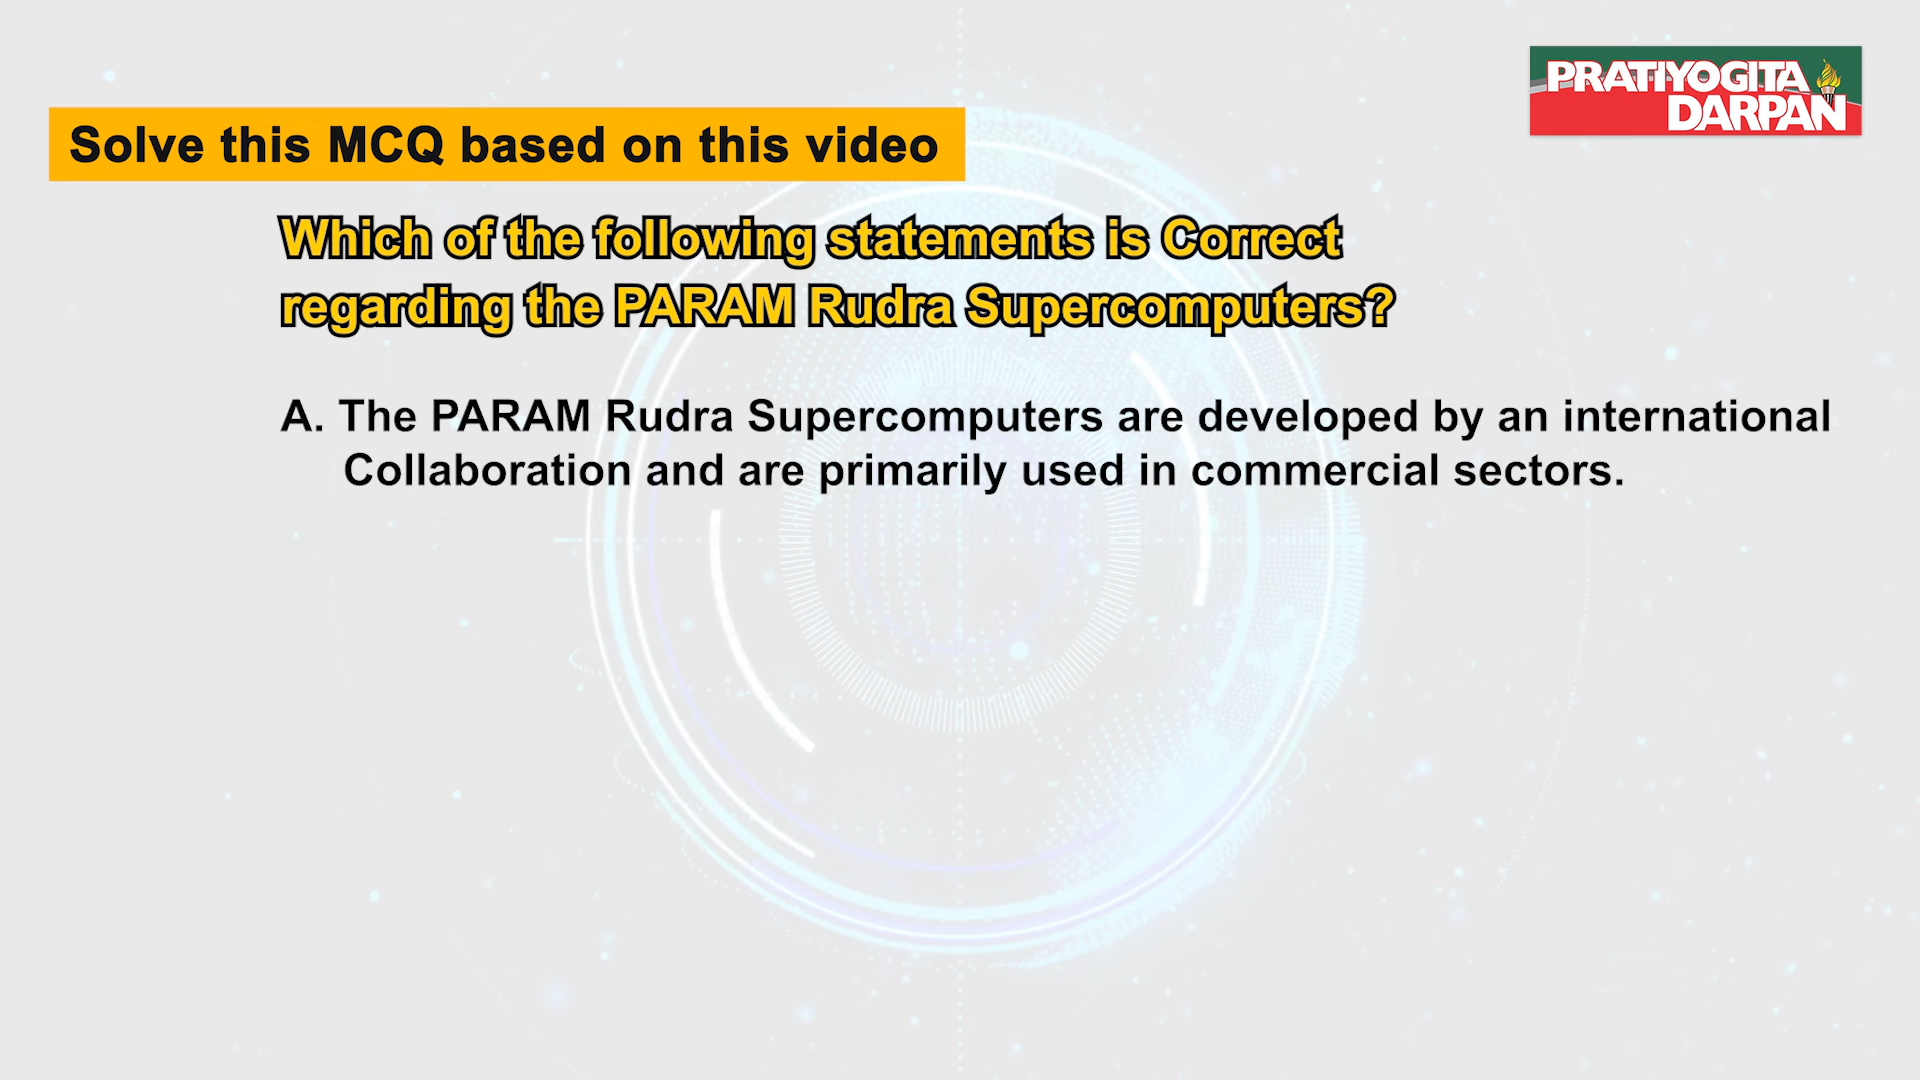 PRATIYOGITA
DARPAN
Solve this MCQ based on this video
Which of the following statements is Correct
regarding the PARAM Rudra Supercomputers?
A. The PARAM Rudra Supercomputers are developed by an international
Collaboration and are primarily used in commercial sectors.